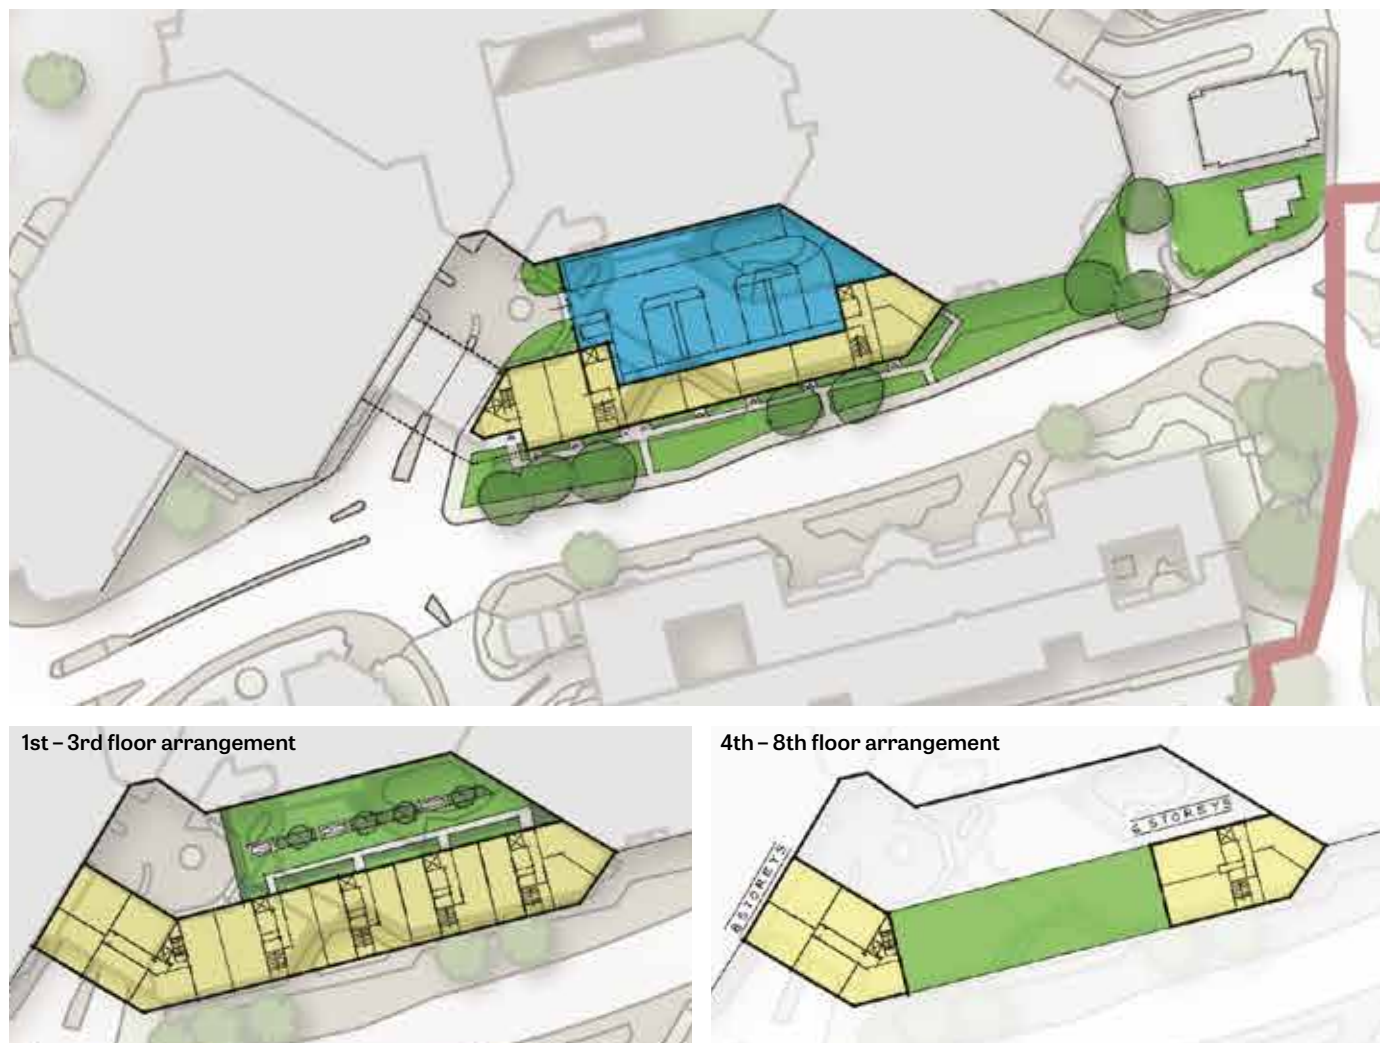 1st – 3rd floor arrangement
4th – 8th floor arrangement
6 STOREYS
8 STOREYS